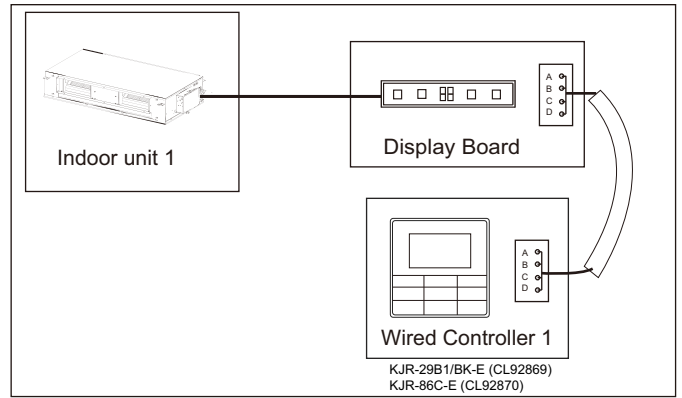 Indoor unit 1
A
B
C
D
Display Board
A
B
C
D
Wired Controller 1
KJR-29B1/BK-E (CL92869)
KJR-86C-E (CL92870)